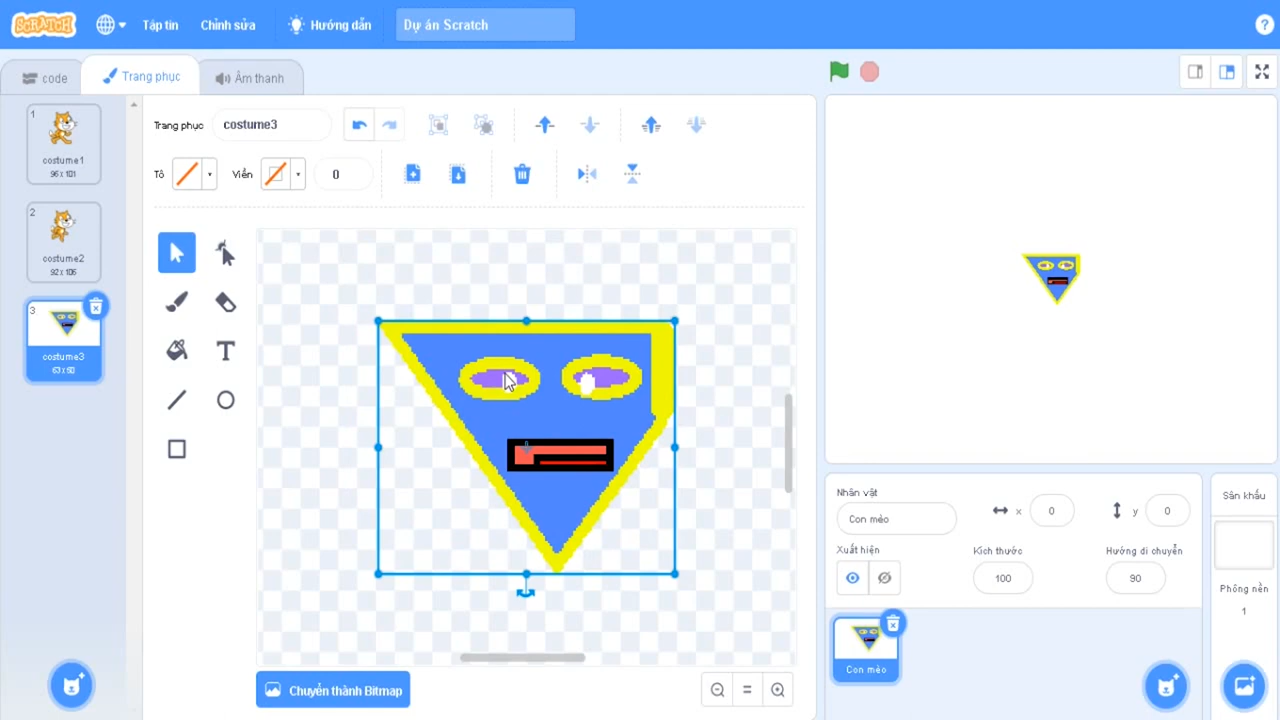 SCRATCH
Tập tin
Chỉnh sửa
Hướng dẫn
Dự án Scratch
?
code
Trang phục
Âm thanh
Trang phục
costume3
Tô
Viền
0
1
costume1
96 x 101
2
costume2
92 x 106
3
costume3
63 x 60
T
Chuyển thành Bitmap
Nhân vật
Con mèo
x
0
y
0
Xuất hiện
Kích thước
100
Hướng di chuyển
90
Con mèo
Sân khấu
Phông nền
1